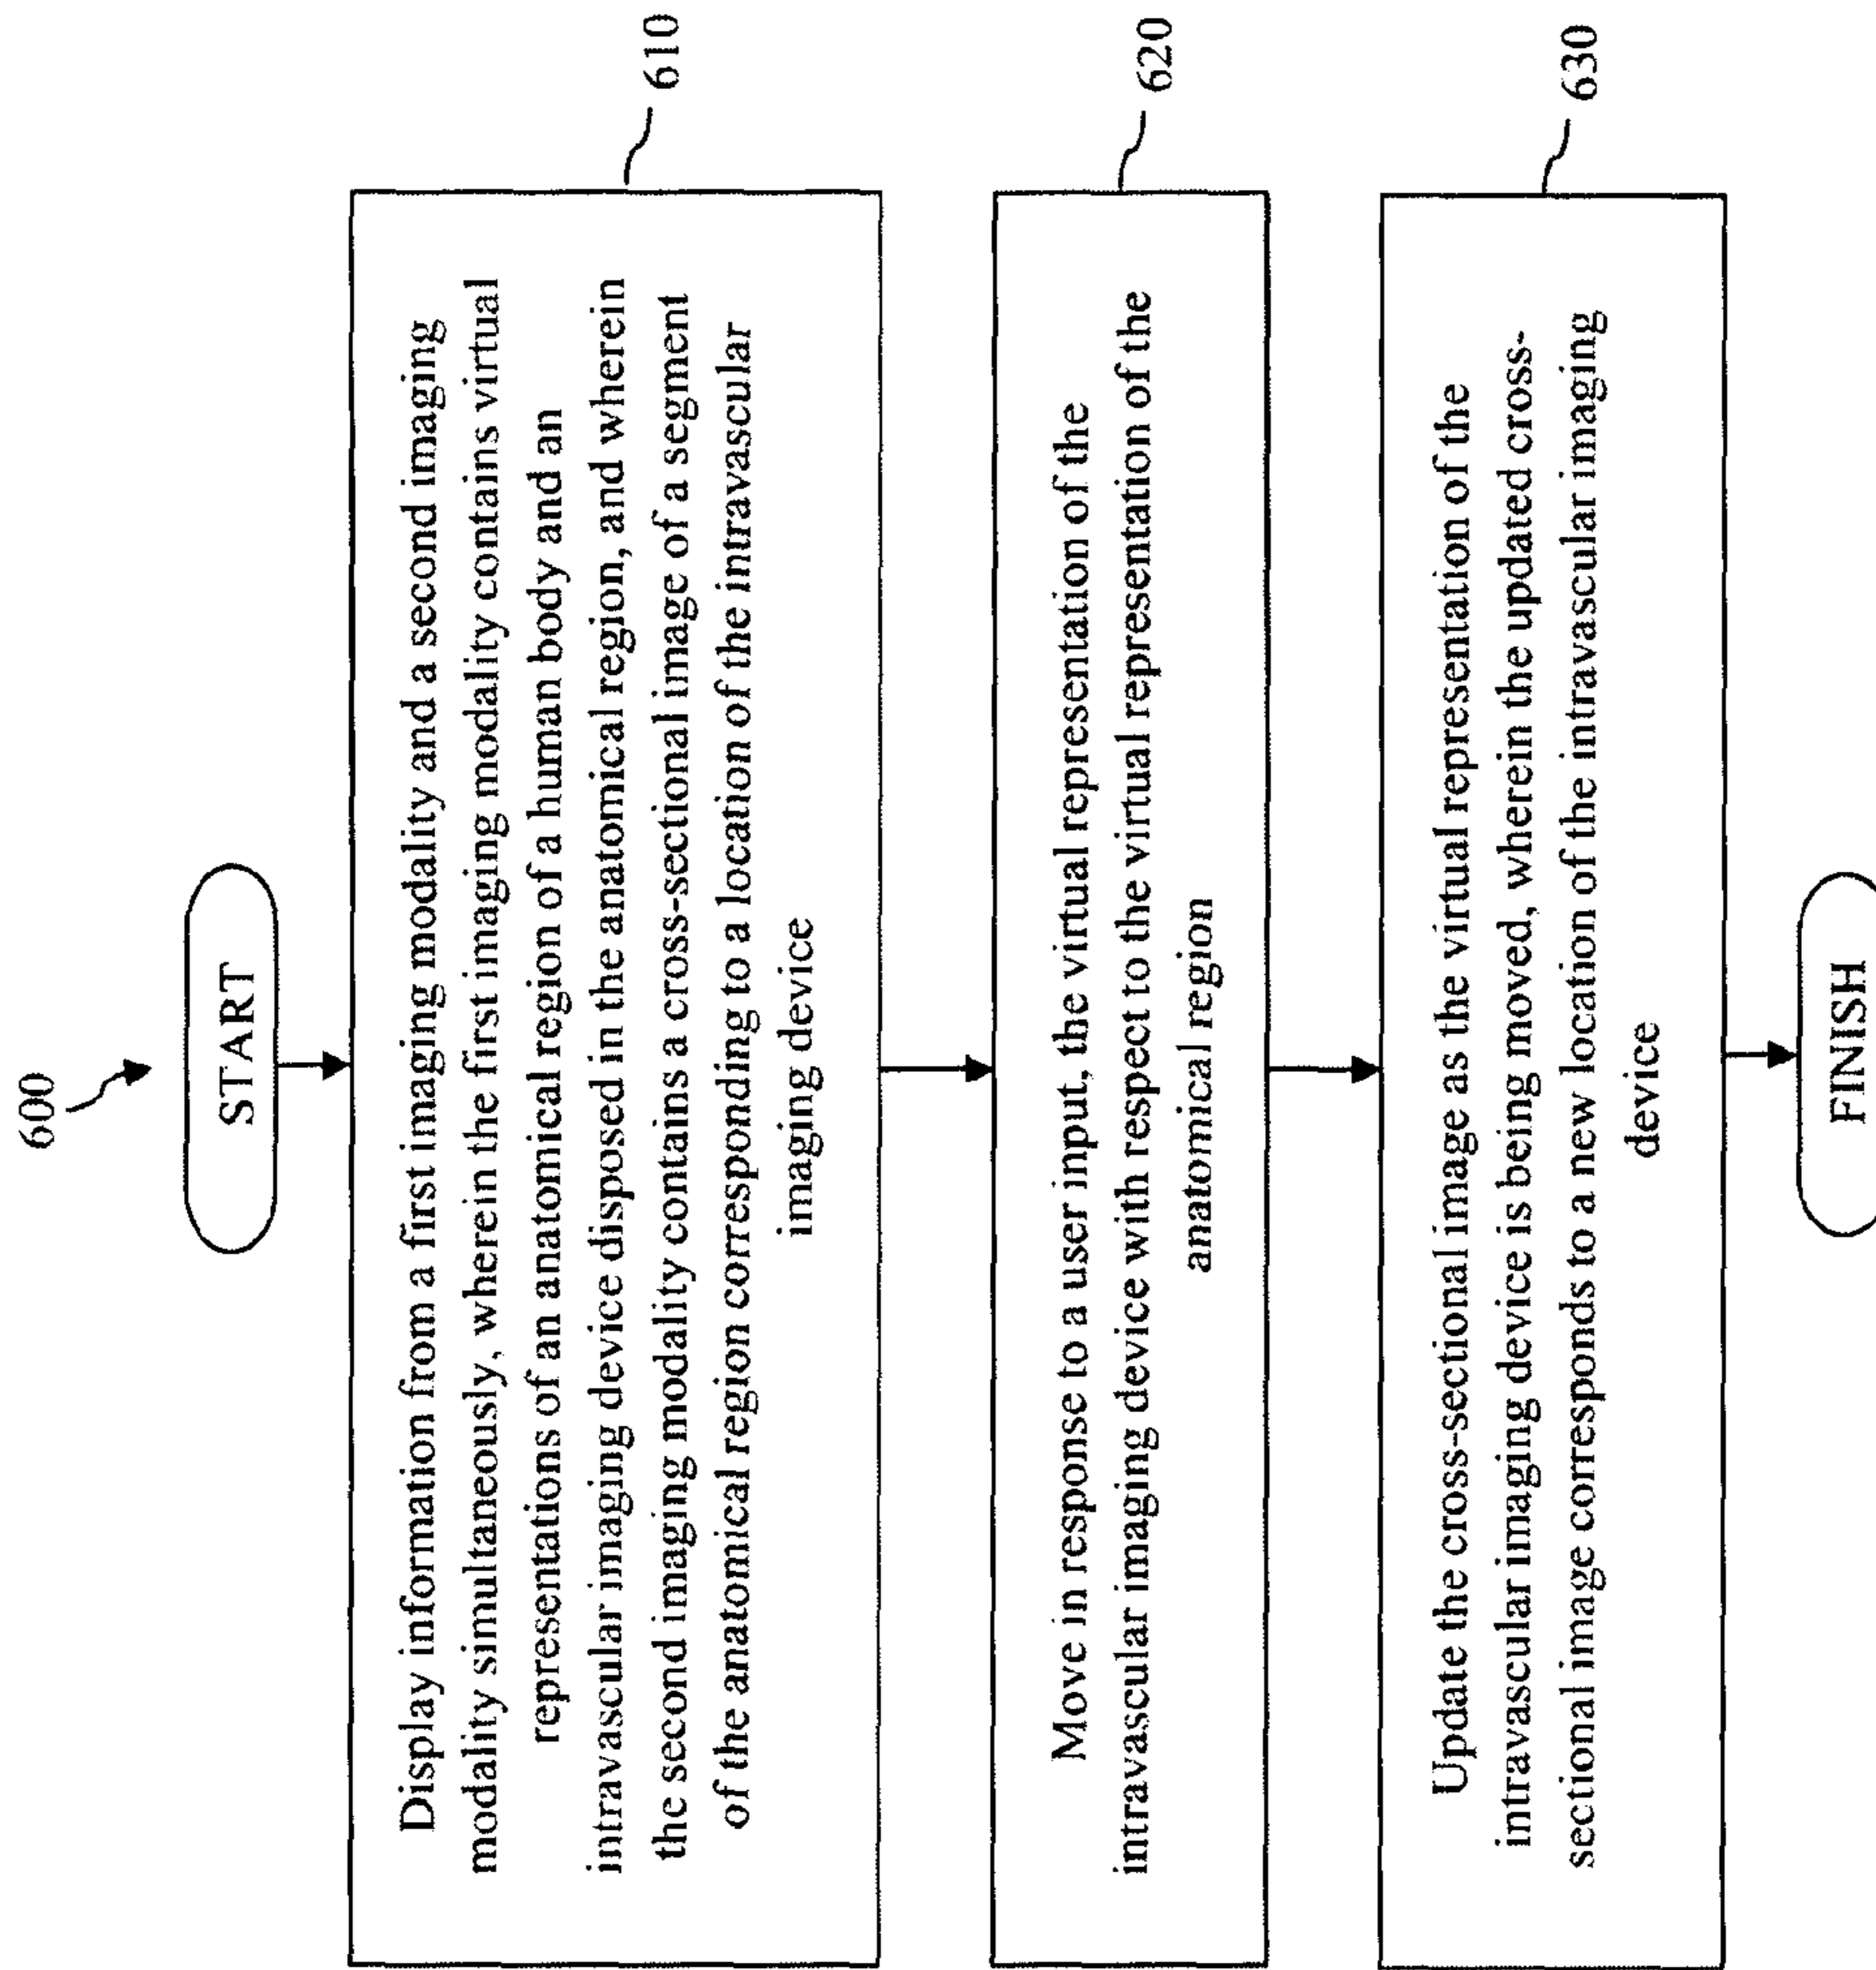 600
START
Display information from a first imaging modality and a second imaging
modality simultaneously, wherein the first imaging modality contains virtual
representations of an anatomical region of a human body and an
intravascular imaging device disposed in the anatomical region, and wherein
the second imaging modality contains a cross-sectional image of a segment
of the anatomical region corresponding to a location of the intravascular
imaging device
610
Move in response to a user input, the virtual representation of the
intravascular imaging device with respect to the virtual representation of the
anatomical region
620
Update the cross-sectional image as the virtual representation of the
intravascular imaging device is being moved, wherein the updated cross-
sectional image corresponds to a new location of the intravascular imaging
device
630
FINISH